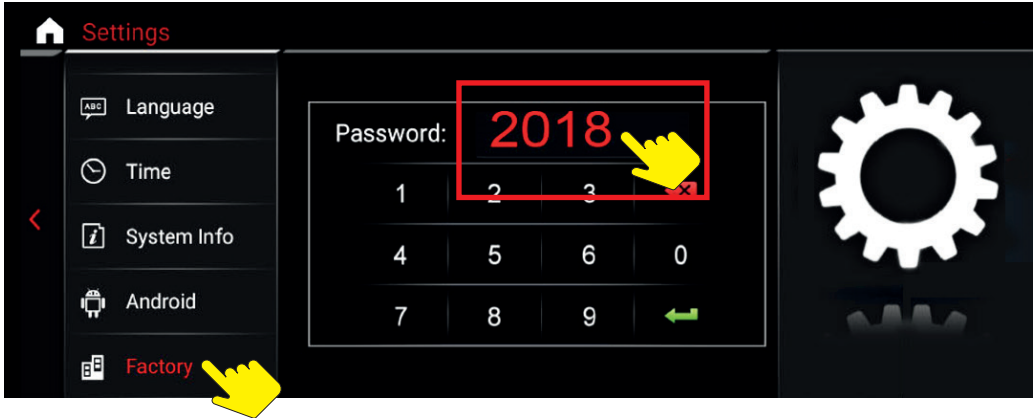 Settings
ABC Language
Time
i System Info
Android
Factory
Password: 2018
1 2 3
4 5 6 0
7 8 9